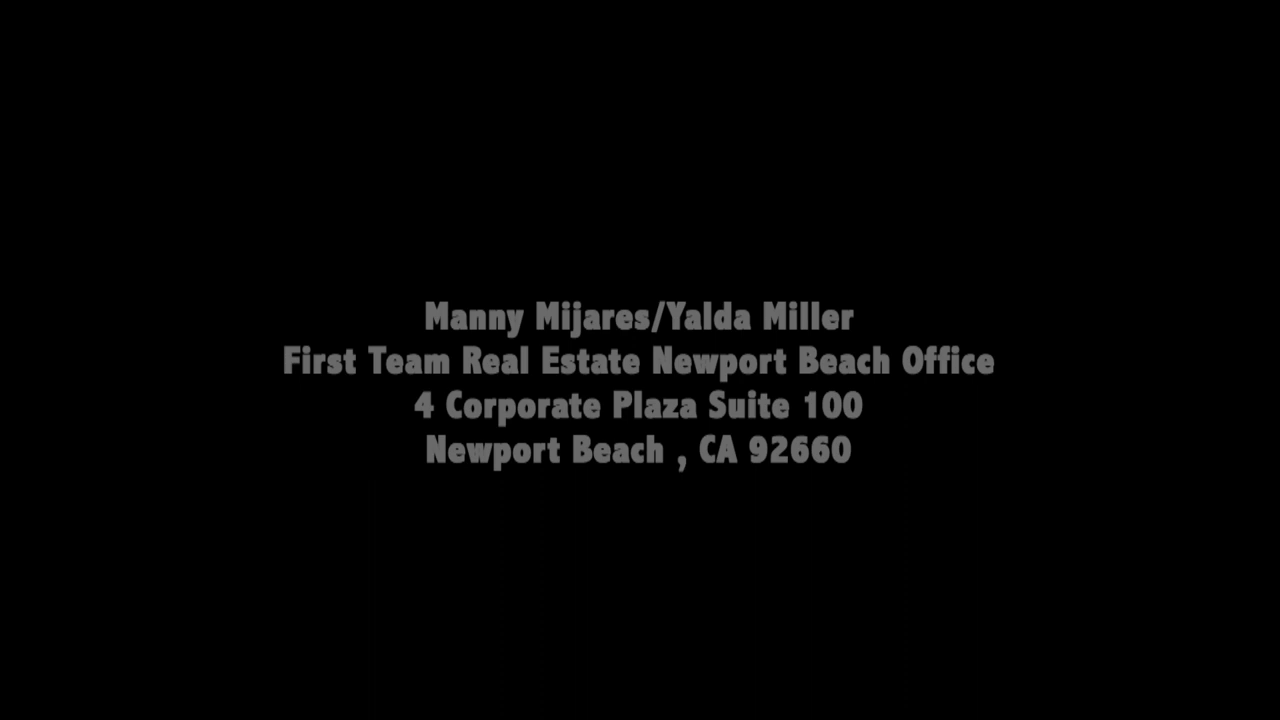 Manny Mijares/Yalda Miller
First Team Real Estate Newport Beach Office
4 Corporate Plaza Suite 100
Newport Beach , CA 92660